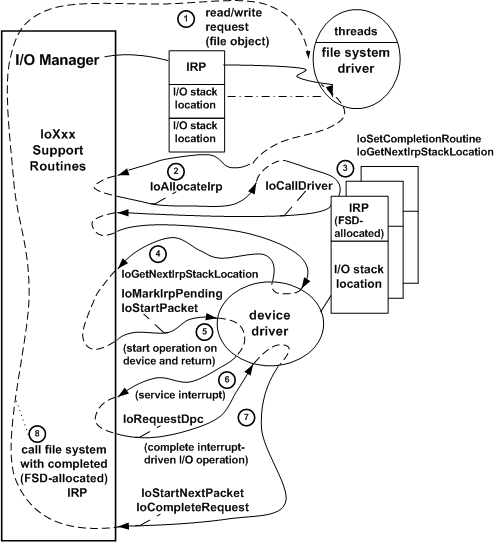 1
read/write
request
(file object)
threads
file system
driver
I/O Manager
IRP
I/O stack
location
I/O stack
location
IoXxx
Support
Routines
2
IoAllocateIrp
IoCallDriver
IoSetCompletionRoutine
IoGetNextIrpStackLocation
3
IRP
(FSD-
allocated)
I/O stack
location
4
IoGetNextIrpStackLocation
IoMarkIrpPending
IoStartPacket
device
driver
5
(start operation on
device and return)
6
(service interrupt)
IoRequestDpc
7
(complete interrupt-
driven I/O operation)
8
call file system
with completed
(FSD-allocated)
IRP
IoStartNextPacket
IoCompleteRequest